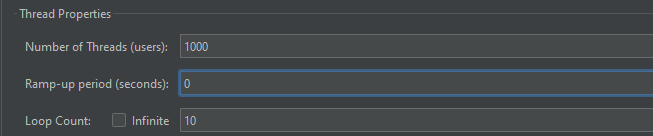 Thread Properties
Number of Threads (users): 1000
Ramp-up period (seconds): 0
Loop Count: Infinite 10